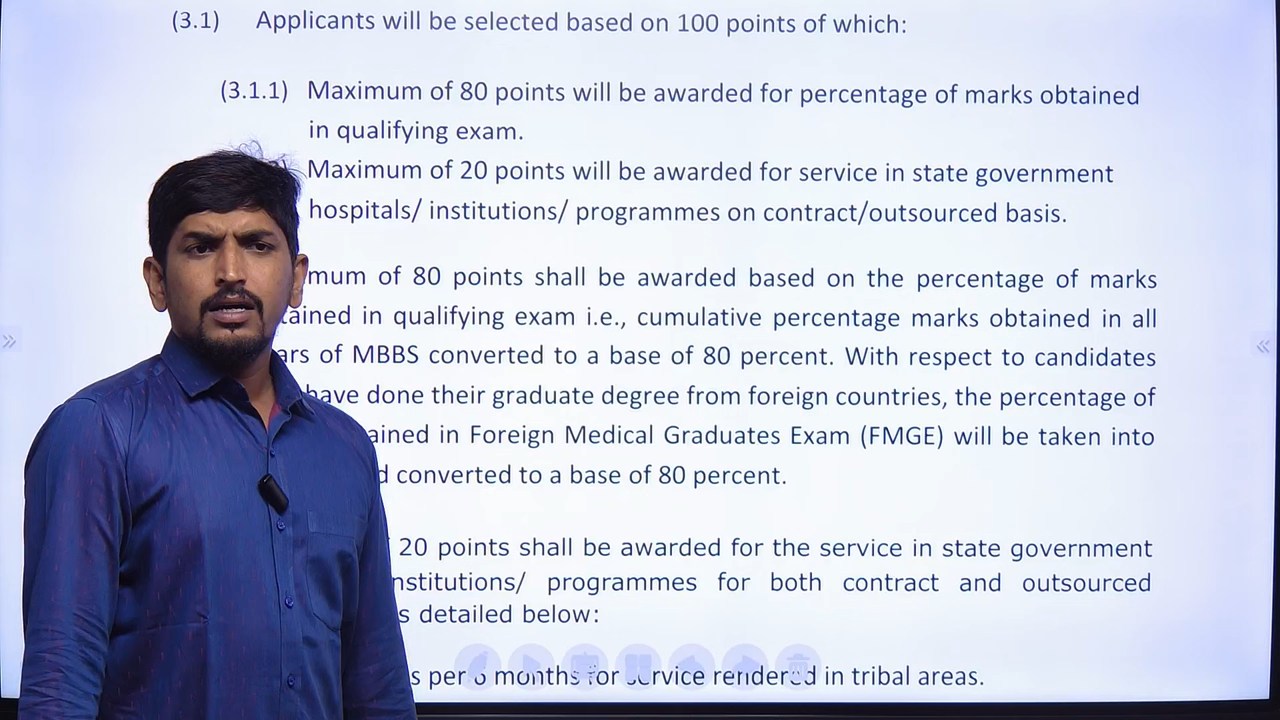 (3.1) Applicants will be selected based on 100 points of which:
(3.1.1) Maximum of 80 points will be awarded for percentage of marks obtained
in qualifying exam.
Maximum of 20 points will be awarded for service in state government
hospitals/ institutions/ programmes on contract/outsourced basis.
mum of 80 points shall be awarded based on the percentage of marks
tained in qualifying exam i.e., cumulative percentage marks obtained in all
ars of MBBS converted to a base of 80 percent. With respect to candidates
have done their graduate degree from foreign countries, the percentage of
ained in Foreign Medical Graduates Exam (FMGE) will be taken into
d converted to a base of 80 percent.
20 points shall be awarded for the service in state government
nstitutions/ programmes for both contract and outsourced
s detailed below:
s per 6 months for service rendered in tribal areas.